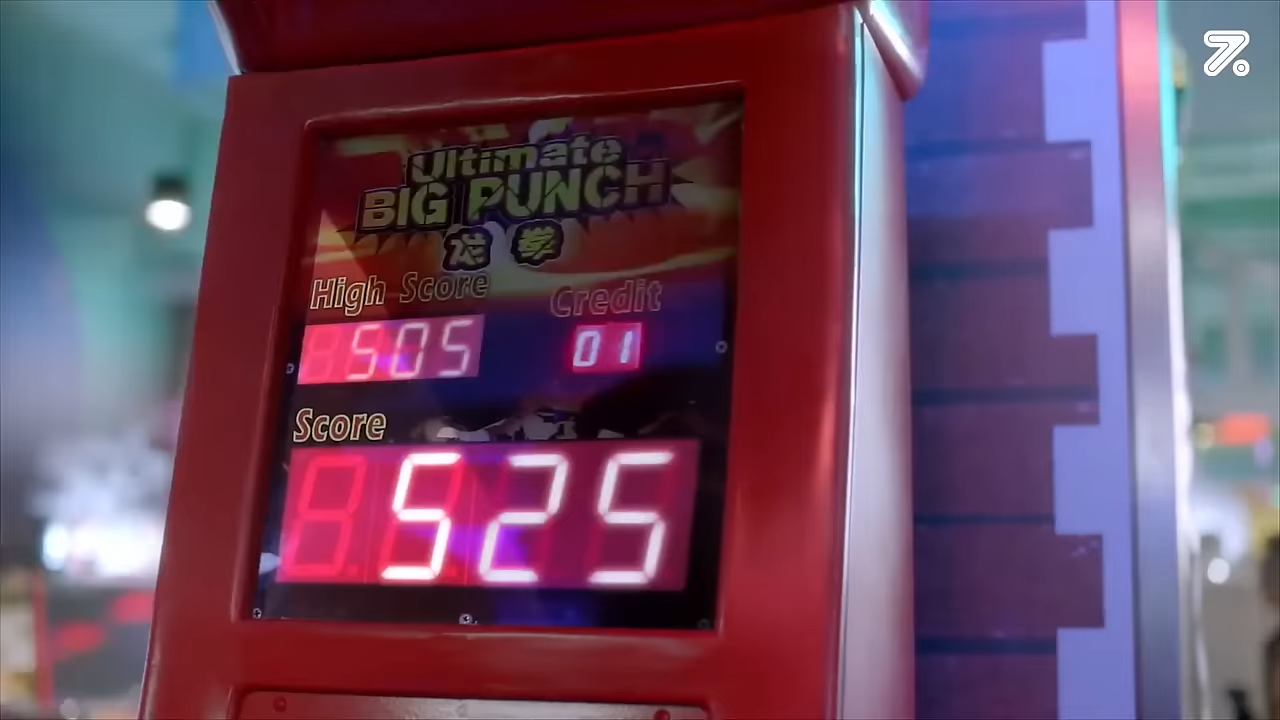 Ultimate
BIG PUNCH
High Score
Credit
505
01
Score
525